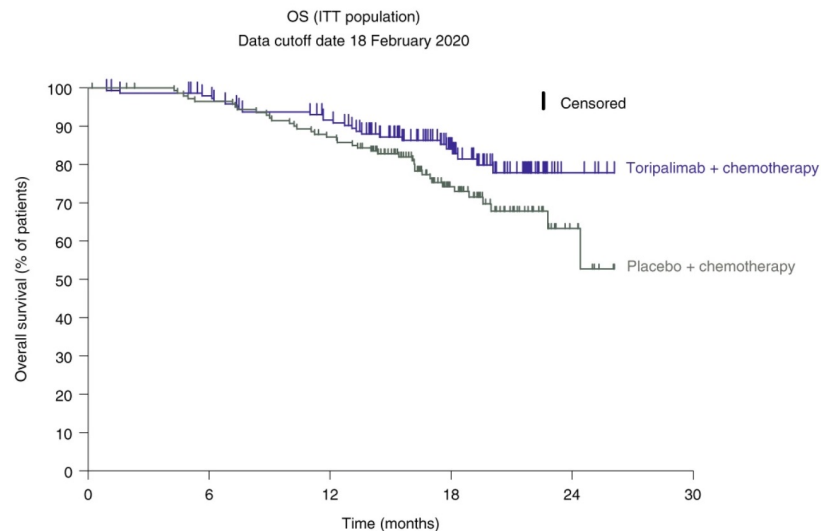 OS (ITT population)
Data cutoff date 18 February 2020
Censored
Toripalimab + chemotherapy
Placebo + chemotherapy
Overall survival (% of patients)
100
90
80
70
60
50
40
30
20
10
0
0 6 12 18 24 30
Time (months)